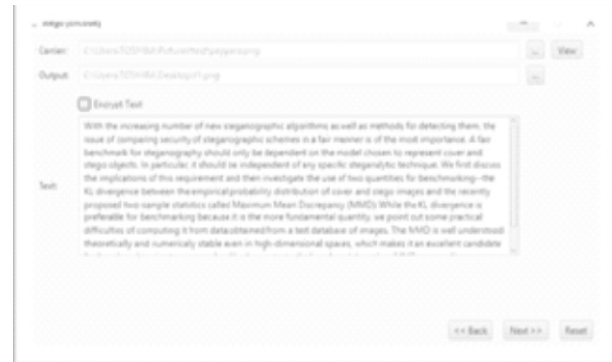 Carrier:
... View
Output:
...
Encrypt Text
With the increasing number of new steganographic algorithms as well as methods for detecting them, the
issue of comparing security of steganographic schemes in a fair manner is of the most importance. A fair
benchmark for steganography should only be dependent on the model chosen to represent cover and
stego objects. In particular, it should be independent of any specific steganalytic technique. We first discuss
the implications of this requirement and then investigate the use of two quantities for benchmarking--the
KL divergence between the empirical probability distribution of cover and stego images and the recently
proposed two-sample statistics called Maximum Mean Discrepancy (MMD). While the KL divergence is
preferable for benchmarking because it is the more fundamental quantity, we point out some practical
difficulties of computing it from data obtained from a test database of images. The MMD is well understood
theoretically and numerically stable even in high-dimensional spaces, which makes it an excellent candidate
Text:
<< Back Next >> Reset